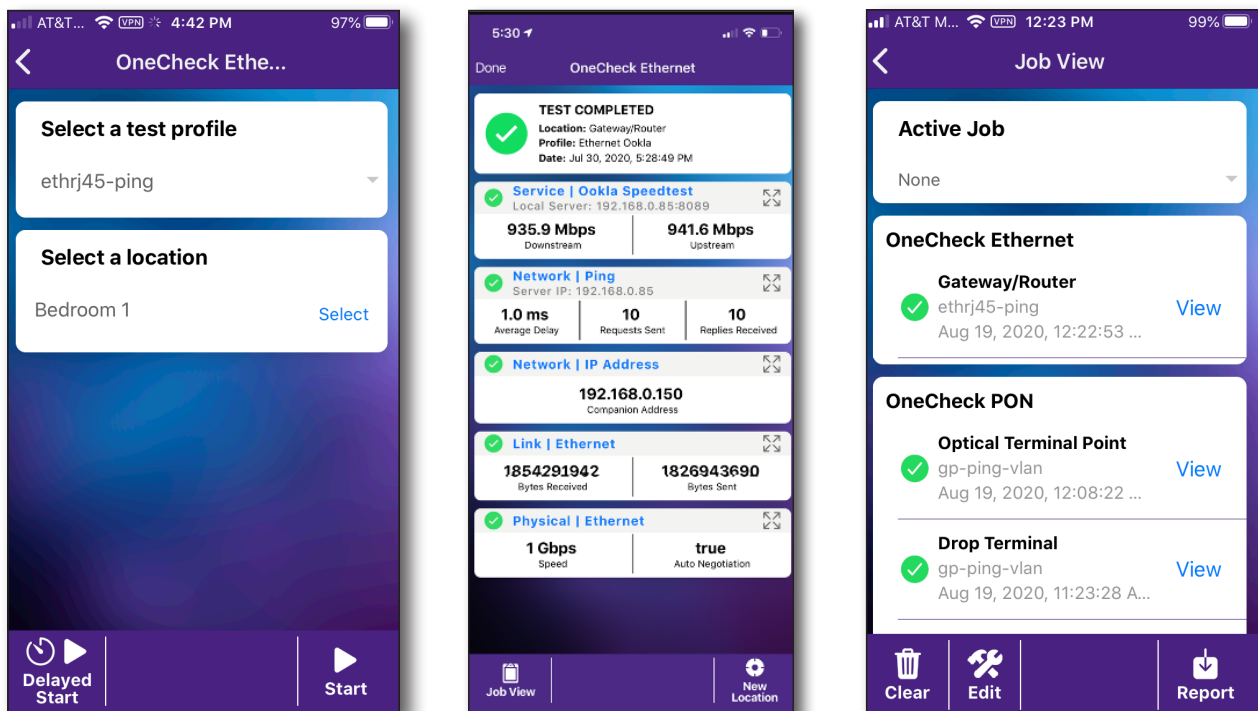 AT&T... VPN 4:42 PM 97%
OneCheck Ethe...
Select a test profile
ethrj45-ping
Select a location
Bedroom 1 Select
Delayed
Start
Start
5:30
Done OneCheck Ethernet
TEST COMPLETED
Location: Gateway/Router
Profile: Ethernet Ookla
Date: Jul 30, 2020, 5:28:49 PM
Service | Ookla Speedtest
Local Server: 192.168.0.85:8089
935.9 Mbps 941.6 Mbps
Downstream Upstream
Network | Ping
Server IP: 192.168.0.85
1.0 ms 10 10
Average Delay Requests Sent Replies Received
Network | IP Address
192.168.0.150
Companion Address
Link | Ethernet
1854291942 1826943690
Bytes Received Bytes Sent
Physical | Ethernet
1 Gbps true
Speed Auto Negotiation
Job View
New
Location
AT&T M... VPN 12:23 PM 99%
Job View
Active Job
None
OneCheck Ethernet
Gateway/Router
ethrj45-ping View
Aug 19, 2020, 12:22:53 ...
OneCheck PON
Optical Terminal Point
gp-ping-vlan View
Aug 19, 2020, 12:08:22 ...
Drop Terminal
gp-ping-vlan View
Aug 19, 2020, 11:23:28 A...
Clear Edit Report